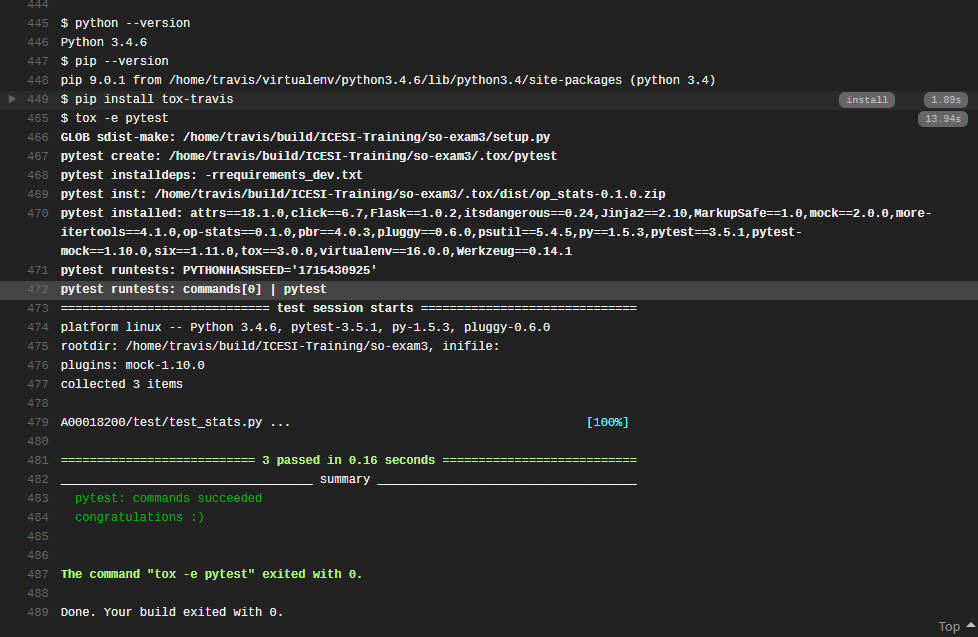 444
445 $ python --version
446 Python 3.4.6
447 $ pip --version
448 pip 9.0.1 from /home/travis/virtualenv/python3.4.6/lib/python3.4/site-packages (python 3.4)
449 $ pip install tox-travis install 1.89s
465 $ tox -e pytest 13.94s
466 GLOB sdist-make: /home/travis/build/ICESI-Training/so-exam3/setup.py
467 pytest create: /home/travis/build/ICESI-Training/so-exam3/.tox/pytest
468 pytest installdeps: -rrequirements_dev.txt
469 pytest inst: /home/travis/build/ICESI-Training/so-exam3/.tox/dist/op_stats-0.1.0.zip
470 pytest installed: attrs==18.1.0,click==6.7,Flask==1.0.2,itsdangerous==0.24,Jinja2==2.10,MarkupSafe==1.0,mock==2.0.0,more-
itertools==4.1.0,op-stats==0.1.0,pbr==4.0.3,pluggy==0.6.0,psutil==5.4.5,py==1.5.3,pytest==3.5.1,pytest-
mock==1.10.0,six==1.11.0,tox==3.0.0,virtualenv==16.0.0,Werkzeug==0.14.1
471 pytest runtests: PYTHONHASHSEED='1715430925'
472 pytest runtests: commands[0] | pytest
473 ============================= test session starts ==============================
474 platform linux -- Python 3.4.6, pytest-3.5.1, py-1.5.3, pluggy-0.6.0
475 rootdir: /home/travis/build/ICESI-Training/so-exam3, inifile:
476 plugins: mock-1.10.0
477 collected 3 items
478
479 A00018200/test/test_stats.py ... [100%]
480
481 =========================== 3 passed in 0.16 seconds ===========================
482 ___________________________________ summary ____________________________________
483 pytest: commands succeeded
484 congratulations :)
485
486
487 The command "tox -e pytest" exited with 0.
488
489 Done. Your build exited with 0.
Top